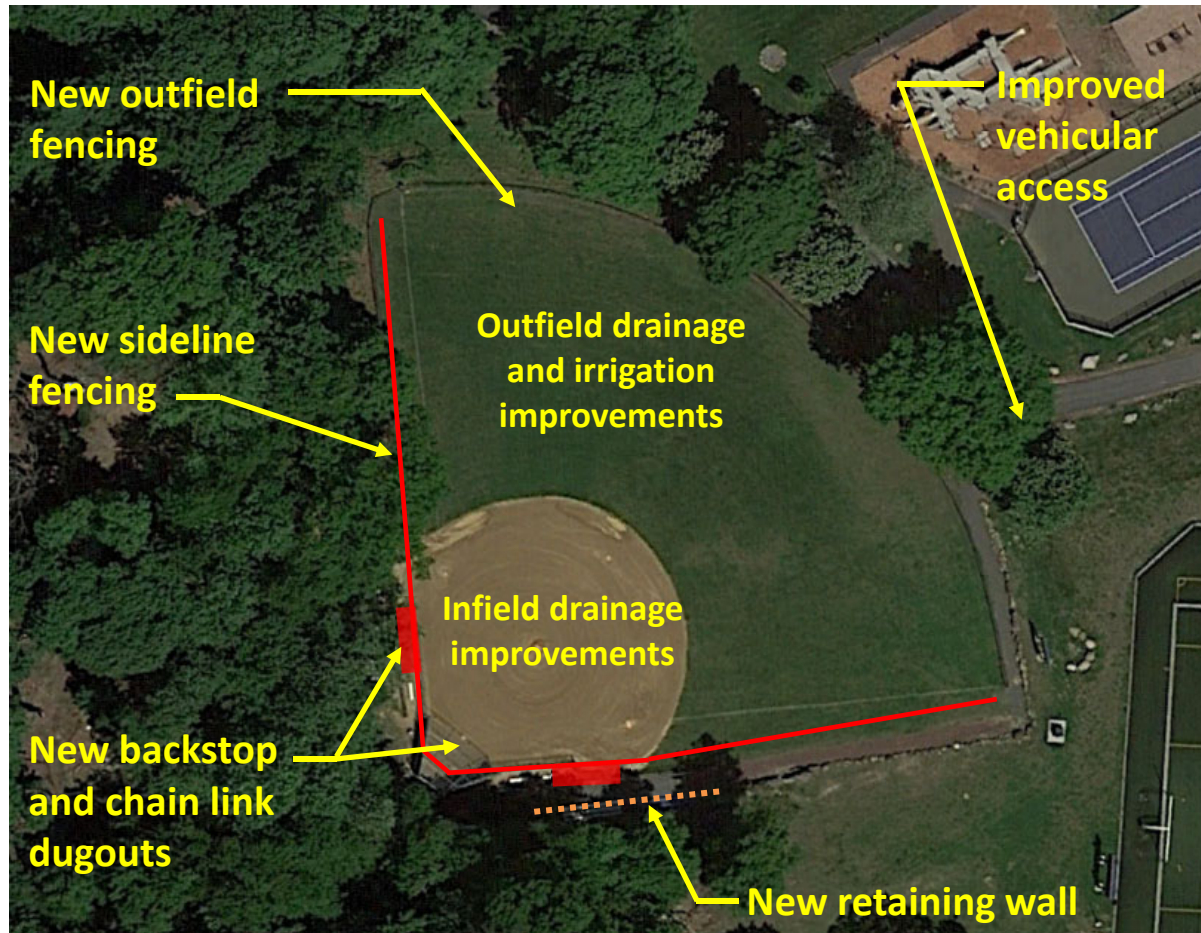 New outfield
fencing
Improved
vehicular
access
New sideline
fencing
Outfield drainage
and irrigation
improvements
Infield drainage
improvements
New backstop
and chain link
dugouts
New retaining wall